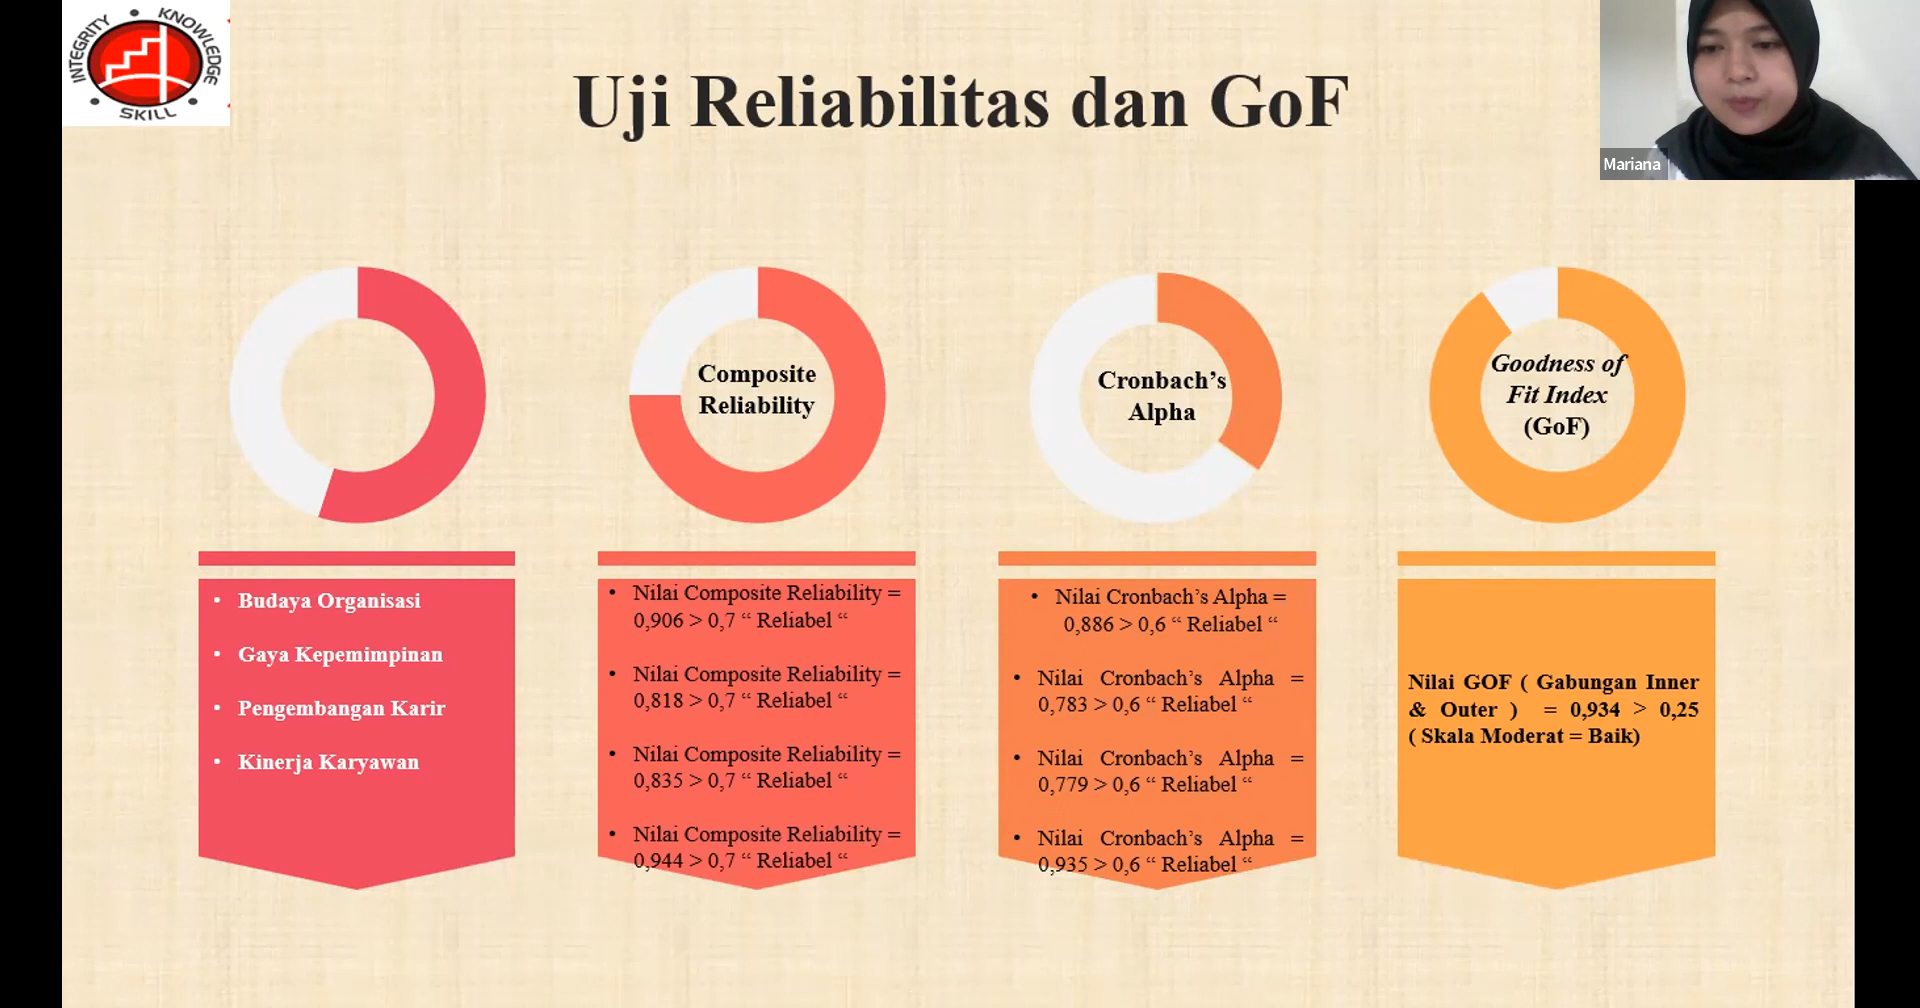 INTEGRITY
KNOWLEDGE
SKILL
Uji Reliabilitas dan GoF
Mariana
Composite
Reliability
Cronbach’s
Alpha
Goodness of
Fit Index
(GoF)
• Budaya Organisasi
• Gaya Kepemimpinan
• Pengembangan Karir
• Kinerja Karyawan
• Nilai Composite Reliability =
0,906 > 0,7 “ Reliabel “
• Nilai Composite Reliability =
0,818 > 0,7 “ Reliabel “
• Nilai Composite Reliability =
0,835 > 0,7 “ Reliabel “
• Nilai Composite Reliability =
0,944 > 0,7 “ Reliabel “
• Nilai Cronbach’s Alpha =
0,886 > 0,6 “ Reliabel “
• Nilai Cronbach’s Alpha =
0,783 > 0,6 “ Reliabel “
• Nilai Cronbach’s Alpha =
0,779 > 0,6 “ Reliabel “
• Nilai Cronbach’s Alpha =
0,935 > 0,6 “ Reliabel “
Nilai GOF ( Gabungan Inner
& Outer ) = 0,934 > 0,25
( Skala Moderat = Baik)